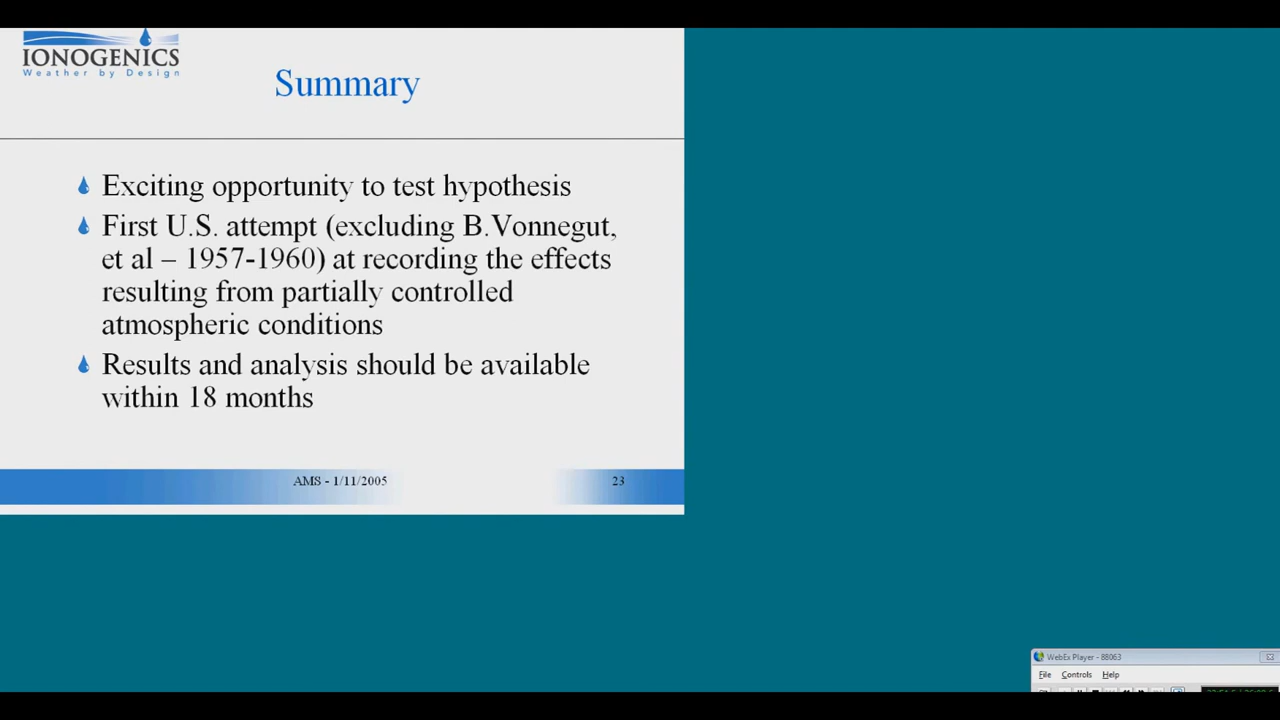 IONOGENICS
Weather by Design
Summary
Exciting opportunity to test hypothesis
First U.S. attempt (excluding B.Vonnegut,
et al – 1957-1960) at recording the effects
resulting from partially controlled
atmospheric conditions
Results and analysis should be available
within 18 months
AMS - 1/11/2005
23
WebEx Player - 88063
File Controls Help